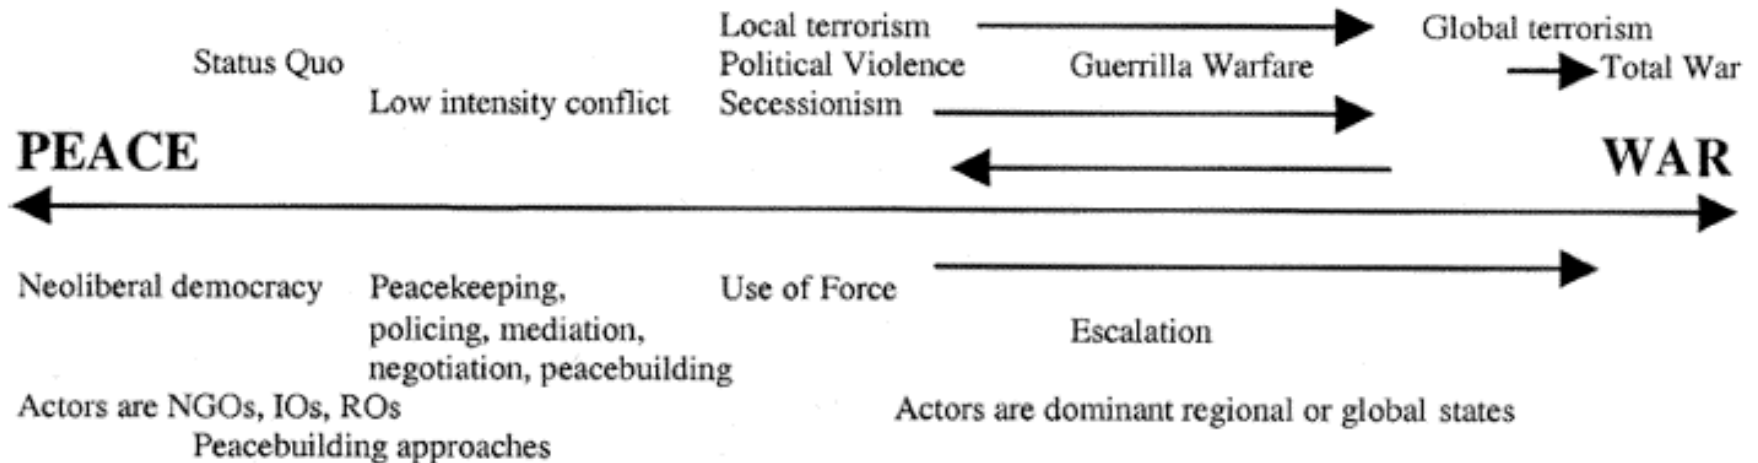 Local terrorism
Global terrorism
Status Quo
Political Violence
Guerrilla Warfare
Total War
Low intensity conflict
Secessionism
PEACE
WAR
Neoliberal democracy
Peacekeeping,
policing, mediation,
negotiation, peacebuilding
Use of Force
Escalation
Actors are NGOs, IOs, ROs
Actors are dominant regional or global states
Peacebuilding approaches